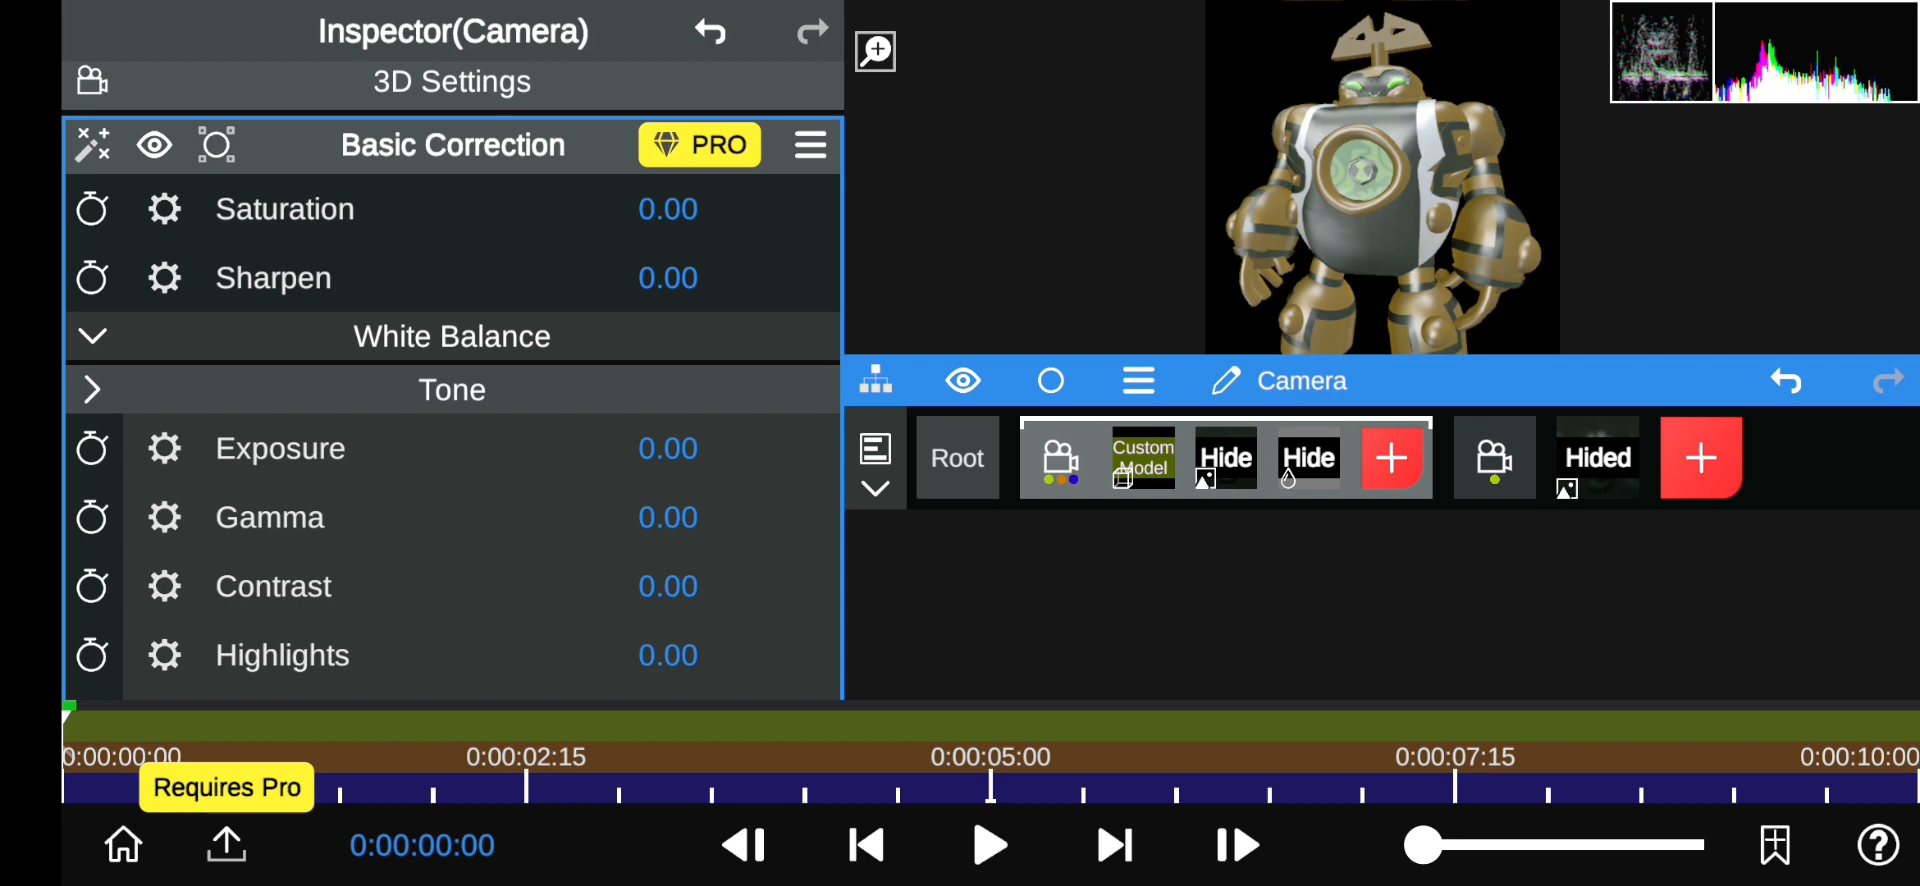 Inspector(Camera)
3D Settings
Basic Correction
PRO
Saturation 0.00
Sharpen 0.00
White Balance
Tone
Exposure 0.00
Gamma 0.00
Contrast 0.00
Highlights 0.00
Camera
Root
Custom
Model
Hide
Hide
Hided
0:00:00:00 0:00:02:15 0:00:05:00 0:00:07:15 0:00:10:00
Requires Pro
0:00:00:00